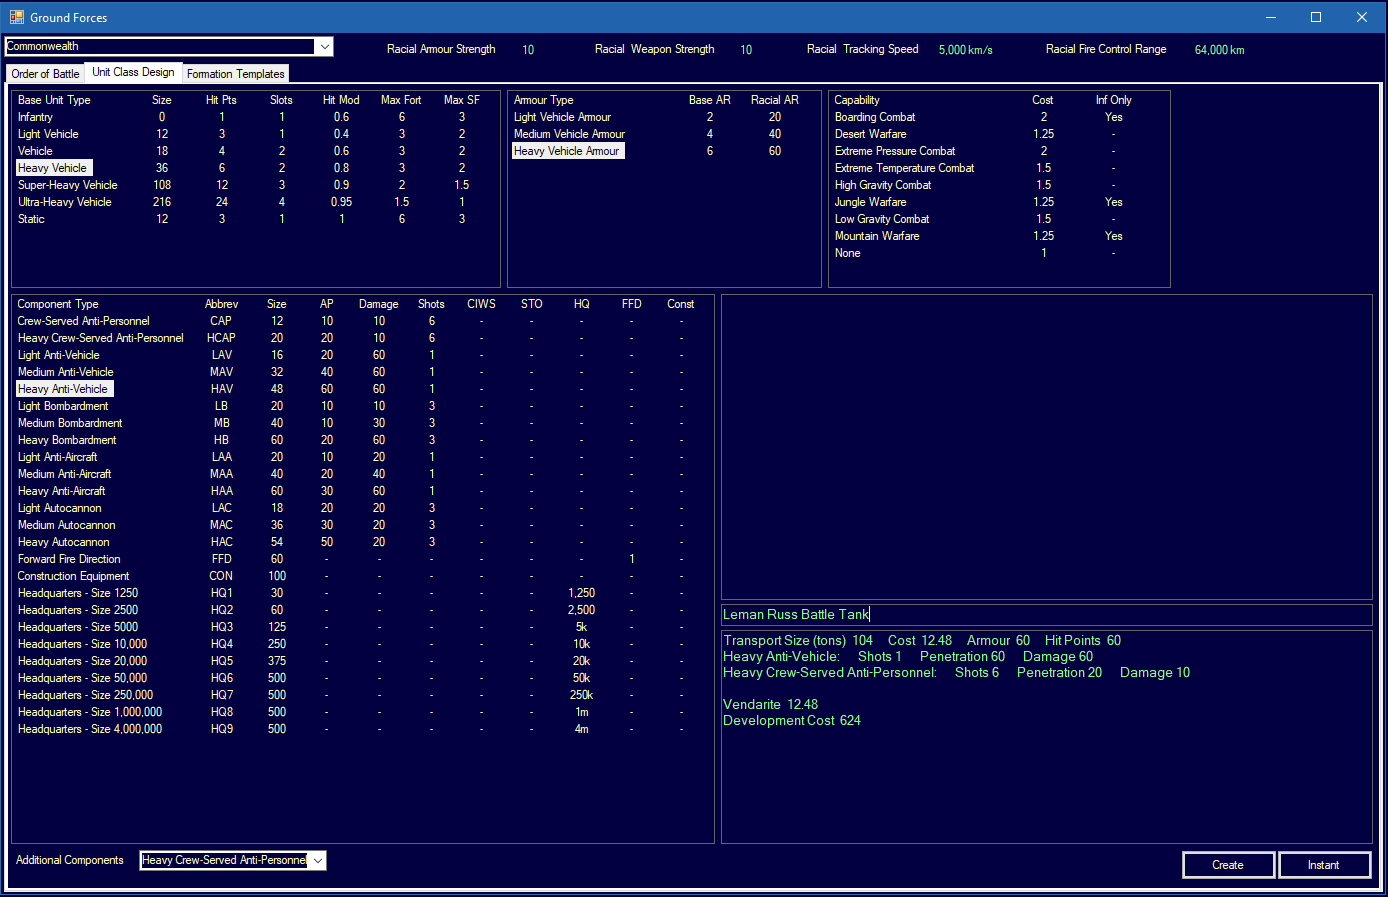 Ground Forces
Commonwealth Racial Armour Strength 10 Racial Weapon Strength 10 Racial Tracking Speed 5,000 km/s Racial Fire Control Range 64,000 km
Order of Battle Unit Class Design Formation Templates
Base Unit Type Size Hit Pts Slots Hit Mod Max Fort Max SF
Infantry 0 1 1 0.6 6 3
Light Vehicle 12 3 1 0.4 3 2
Vehicle 18 4 2 0.6 3 2
Heavy Vehicle 36 6 2 0.8 3 2
Super-Heavy Vehicle 108 12 3 0.9 2 1.5
Ultra-Heavy Vehicle 216 24 4 0.95 1.5 1
Static 12 3 1 1 6 3
Armour Type Base AR Racial AR
Light Vehicle Armour 2 20
Medium Vehicle Armour 4 40
Heavy Vehicle Armour 6 60
Capability Cost Inf Only
Boarding Combat 2 Yes
Desert Warfare 1.25 -
Extreme Pressure Combat 2 -
Extreme Temperature Combat 1.5 -
High Gravity Combat 1.5 -
Jungle Warfare 1.25 Yes
Low Gravity Combat 1.5 -
Mountain Warfare 1.25 Yes
None 1 -
Component Type Abbrev Size AP Damage Shots CIWS STO HQ FFD Const
Crew-Served Anti-Personnel CAP 12 10 10 6 - - - - -
Heavy Crew-Served Anti-Personnel HCAP 20 20 10 6 - - - - -
Light Anti-Vehicle LAV 16 20 60 1 - - - - -
Medium Anti-Vehicle MAV 32 40 60 1 - - - - -
Heavy Anti-Vehicle HAV 48 60 60 1 - - - - -
Light Bombardment LB 20 10 10 3 - - - - -
Medium Bombardment MB 40 10 30 3 - - - - -
Heavy Bombardment HB 60 20 60 3 - - - - -
Light Anti-Aircraft LAA 20 10 20 1 - - - - -
Medium Anti-Aircraft MAA 40 20 40 1 - - - - -
Heavy Anti-Aircraft HAA 60 30 60 1 - - - - -
Light Autocannon LAC 18 20 20 3 - - - - -
Medium Autocannon MAC 36 30 20 3 - - - - -
Heavy Autocannon HAC 54 50 20 3 - - - - -
Forward Fire Direction FFD 60 - - - - - - 1 -
Construction Equipment CON 100 - - - - - - - -
Headquarters - Size 1250 HQ1 30 - - - - - 1,250 - -
Headquarters - Size 2500 HQ2 60 - - - - - 2,500 - -
Headquarters - Size 5000 HQ3 125 - - - - - 5k - -
Headquarters - Size 10,000 HQ4 250 - - - - - 10k - -
Headquarters - Size 20,000 HQ5 375 - - - - - 20k - -
Headquarters - Size 50,000 HQ6 500 - - - - - 50k - -
Headquarters - Size 250,000 HQ7 500 - - - - - 250k - -
Headquarters - Size 1,000,000 HQ8 500 - - - - - 1m - -
Headquarters - Size 4,000,000 HQ9 500 - - - - - 4m - -
Leman Russ Battle Tank
Transport Size (tons) 104 Cost 12.48 Armour 60 Hit Points 60
Heavy Anti-Vehicle: Shots 1 Penetration 60 Damage 60
Heavy Crew-Served Anti-Personnel: Shots 6 Penetration 20 Damage 10
Vendarite 12.48
Development Cost 624
Additional Components Heavy Crew-Served Anti-Personnel
Create Instant